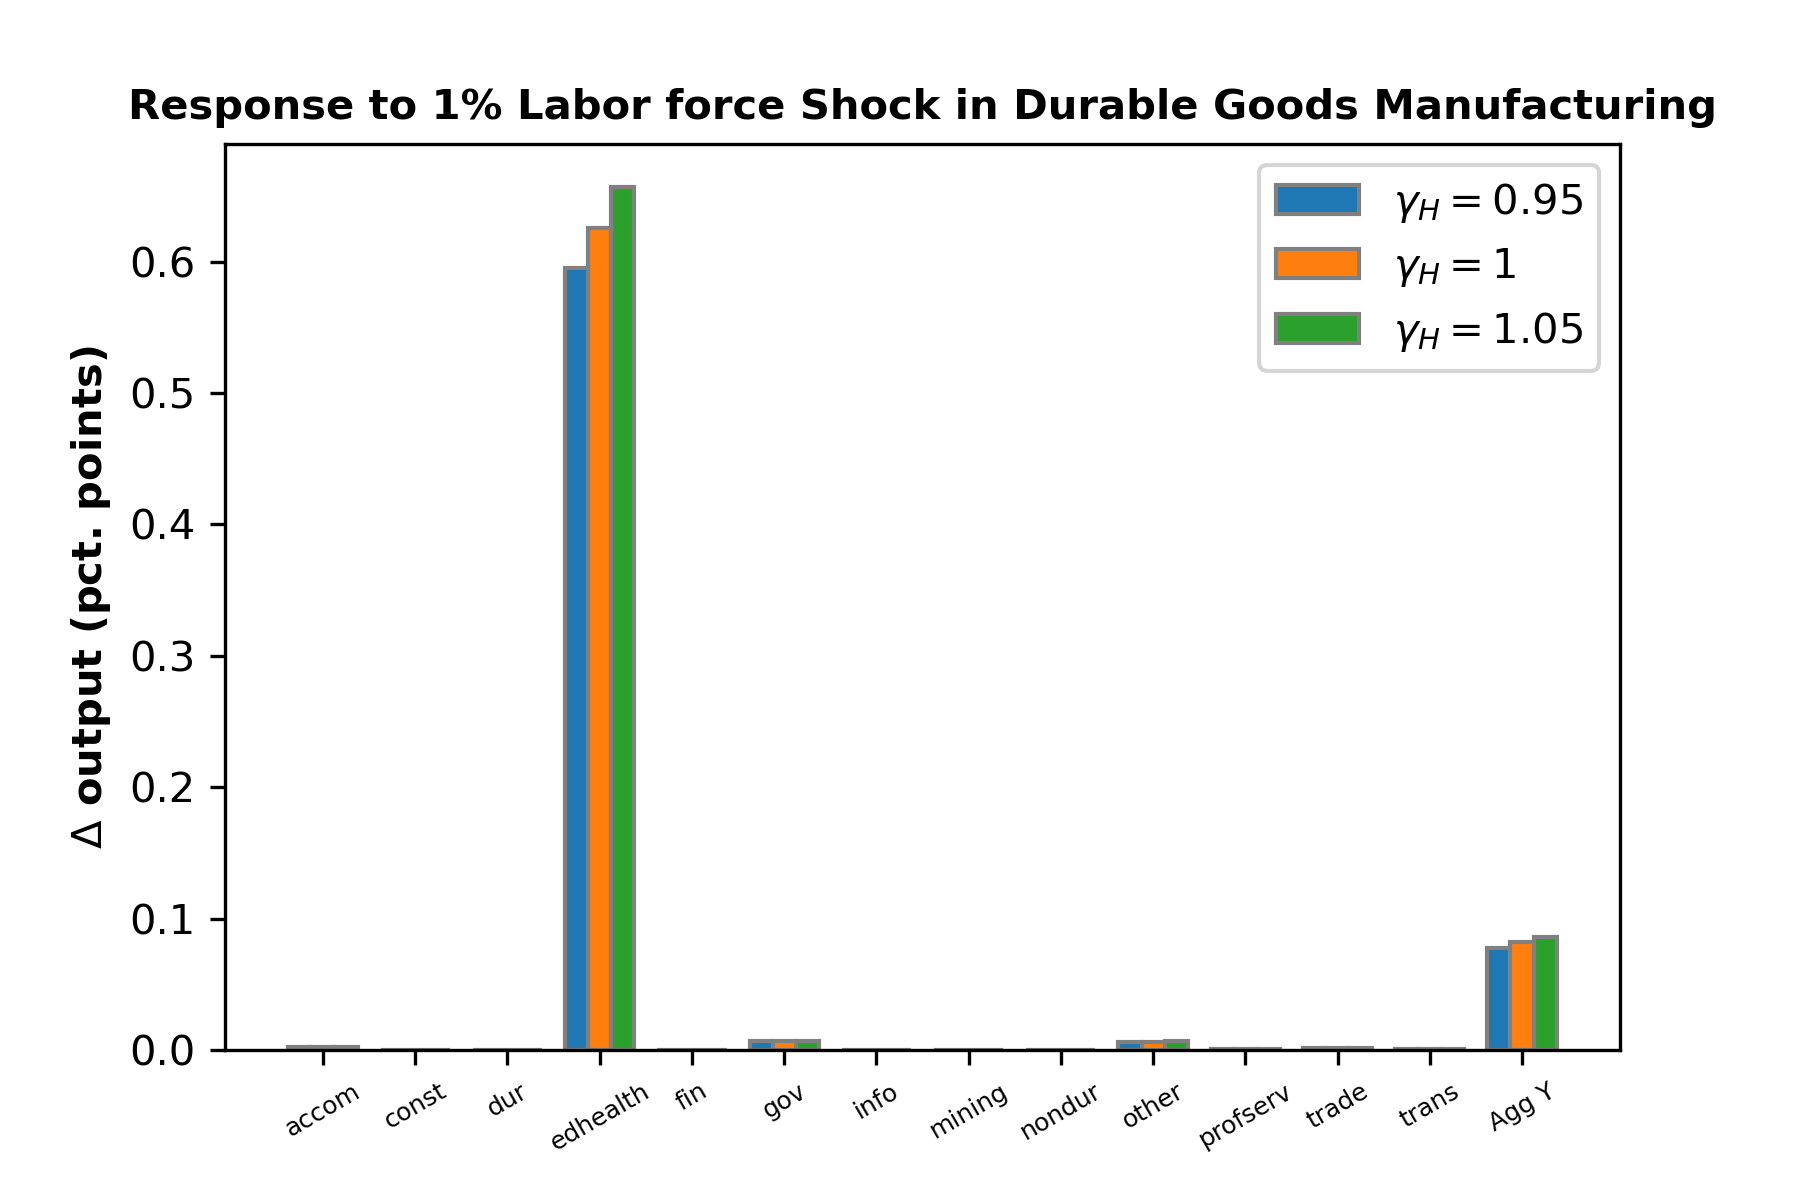 Response to 1% Labor force Shock in Durable Goods Manufacturing
γH = 0.95
γH = 1
γH = 1.05
Δ output (pct. points)
0.6
0.5
0.4
0.3
0.2
0.1
0.0
accom const dur edhealth fin gov info mining nondur other profserv trade trans Agg Y